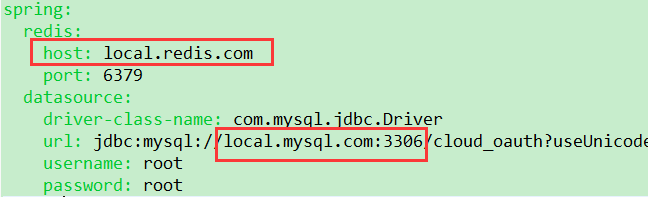 spring:
redis:
host: local.redis.com
port: 6379
datasource:
driver-class-name: com.mysql.jdbc.Driver
url: jdbc:mysql://local.mysql.com:3306/cloud_oauth?useUnicode
username: root
password: root